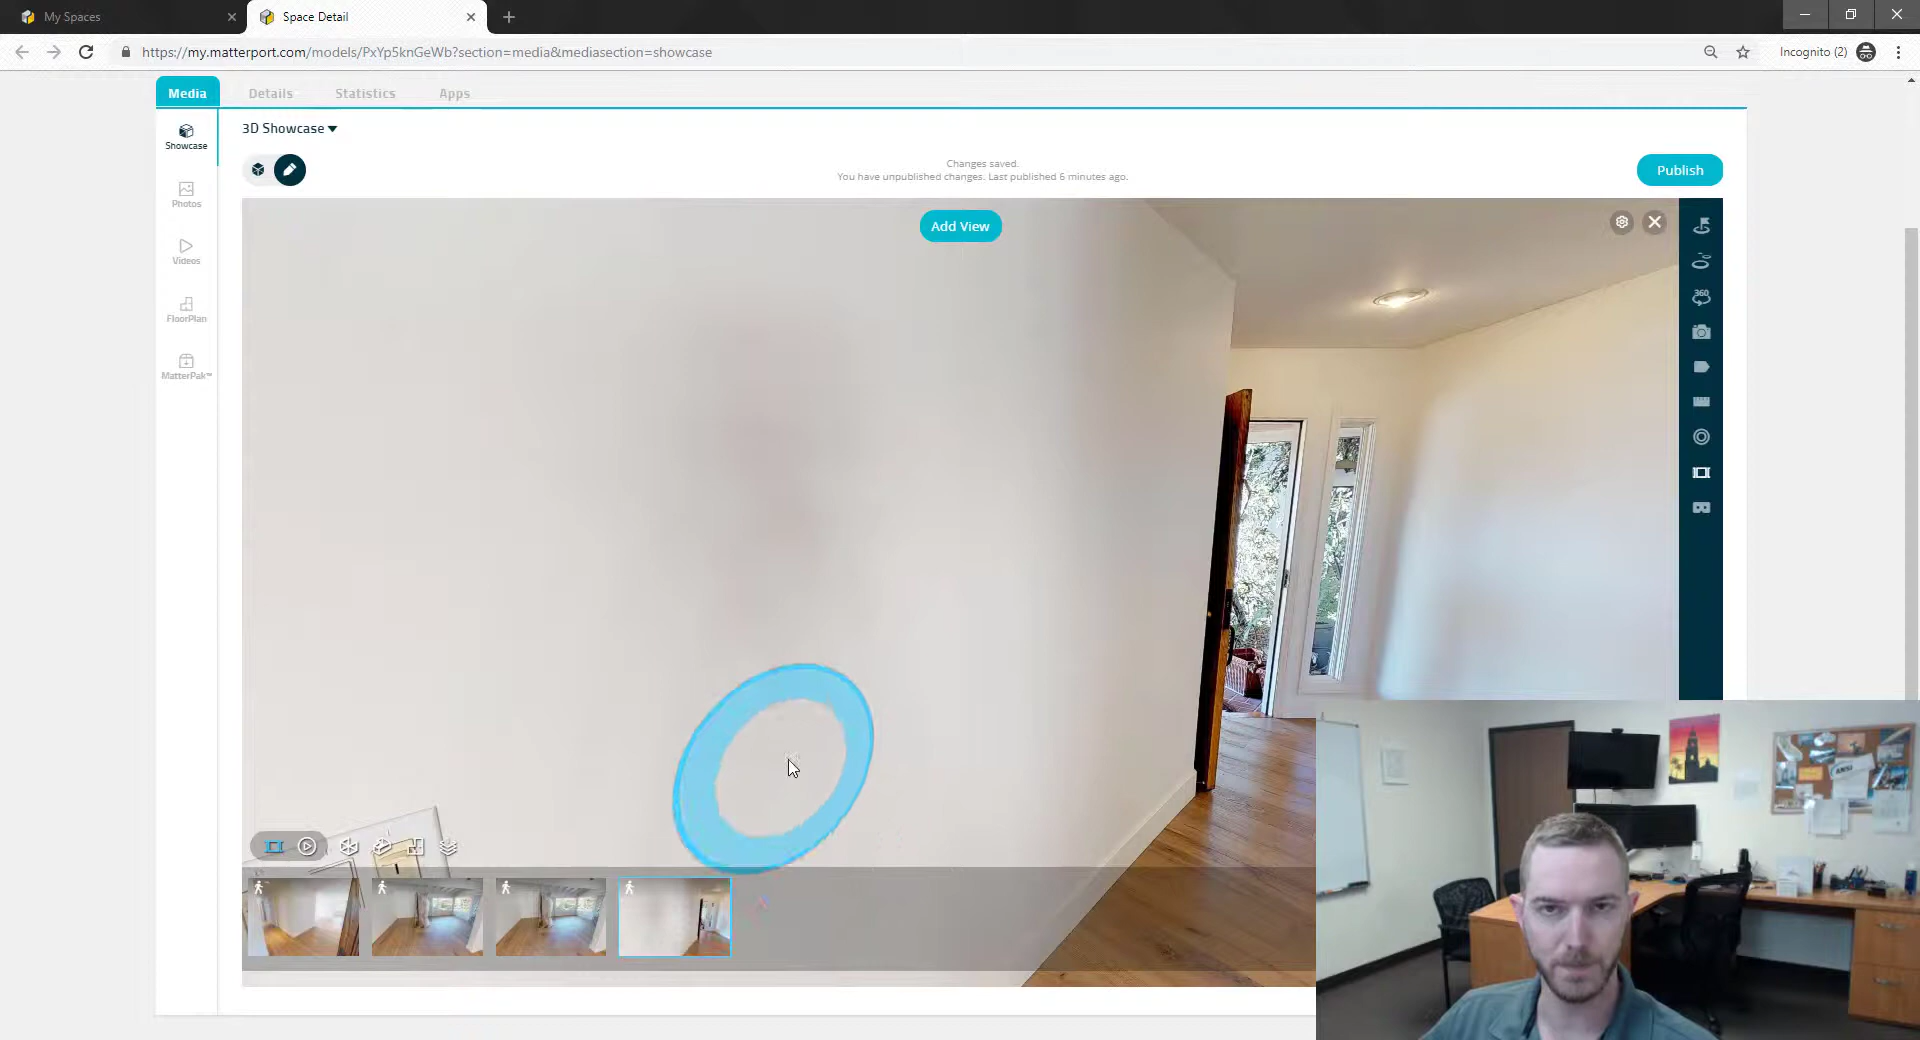 My Spaces
Space Detail
https://my.matterport.com/models/PxYp5knGeWb?section=media&mediasection=showcase
Incognito (2)
Media
Details
Statistics
Apps
Showcase
Photos
Videos
FloorPlan
MatterPak™
3D Showcase
Changes saved.
You have unpublished changes. Last published 6 minutes ago.
Publish
Add View
360
ANSI